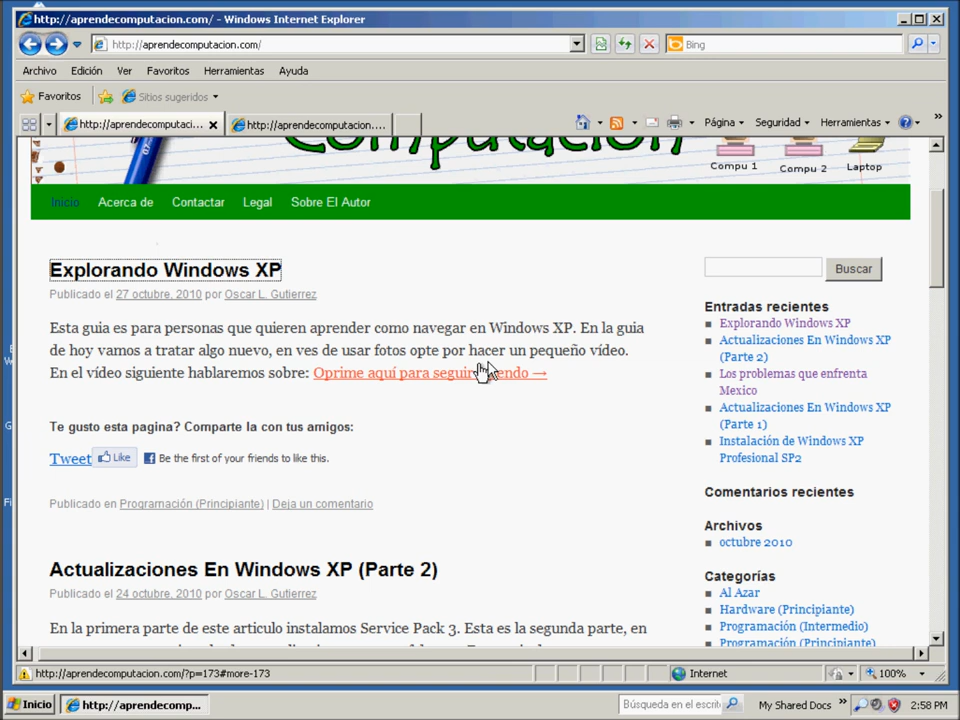 http://aprendecomputacion.com/ - Windows Internet Explorer
http://aprendecomputacion.com/
Bing
Archivo Edición Ver Favoritos Herramientas Ayuda
Favoritos Sitios sugeridos
http://aprendecomputaci... http://aprendecomputacion....
Página Seguridad Herramientas
Computación
Compu 1 Compu 2 Laptop
Inicio Acerca de Contactar Legal Sobre El Autor
Explorando Windows XP
Publicado el 27 octubre, 2010 por Oscar L. Gutierrez
Esta guia es para personas que quieren aprender como navegar en Windows XP. En la guia
de hoy vamos a tratar algo nuevo, en ves de usar fotos opte por hacer un pequeño vídeo.
En el vídeo siguiente hablaremos sobre: Oprime aquí para seguir leyendo →
Te gusto esta pagina? Comparte la con tus amigos:
Tweet Like Be the first of your friends to like this.
Publicado en Programación (Principiante) | Deja un comentario
Actualizaciones En Windows XP (Parte 2)
Publicado el 24 octubre, 2010 por Oscar L. Gutierrez
En la primera parte de este articulo instalamos Service Pack 3. Esta es la segunda parte, en
Buscar
Entradas recientes
Explorando Windows XP
Actualizaciones En Windows XP
(Parte 2)
Los problemas que enfrenta
Mexico
Actualizaciones En Windows XP
(Parte 1)
Instalación de Windows XP
Profesional SP2
Comentarios recientes
Archivos
octubre 2010
Categorías
Al Azar
Hardware (Principiante)
Programación (Intermedio)
Programación (Principiante)
http://aprendecomputacion.com/?p=173#more-173
Internet
100%
Inicio http://aprendecomp...
Búsqueda en el escrit
My Shared Docs
2:58 PM